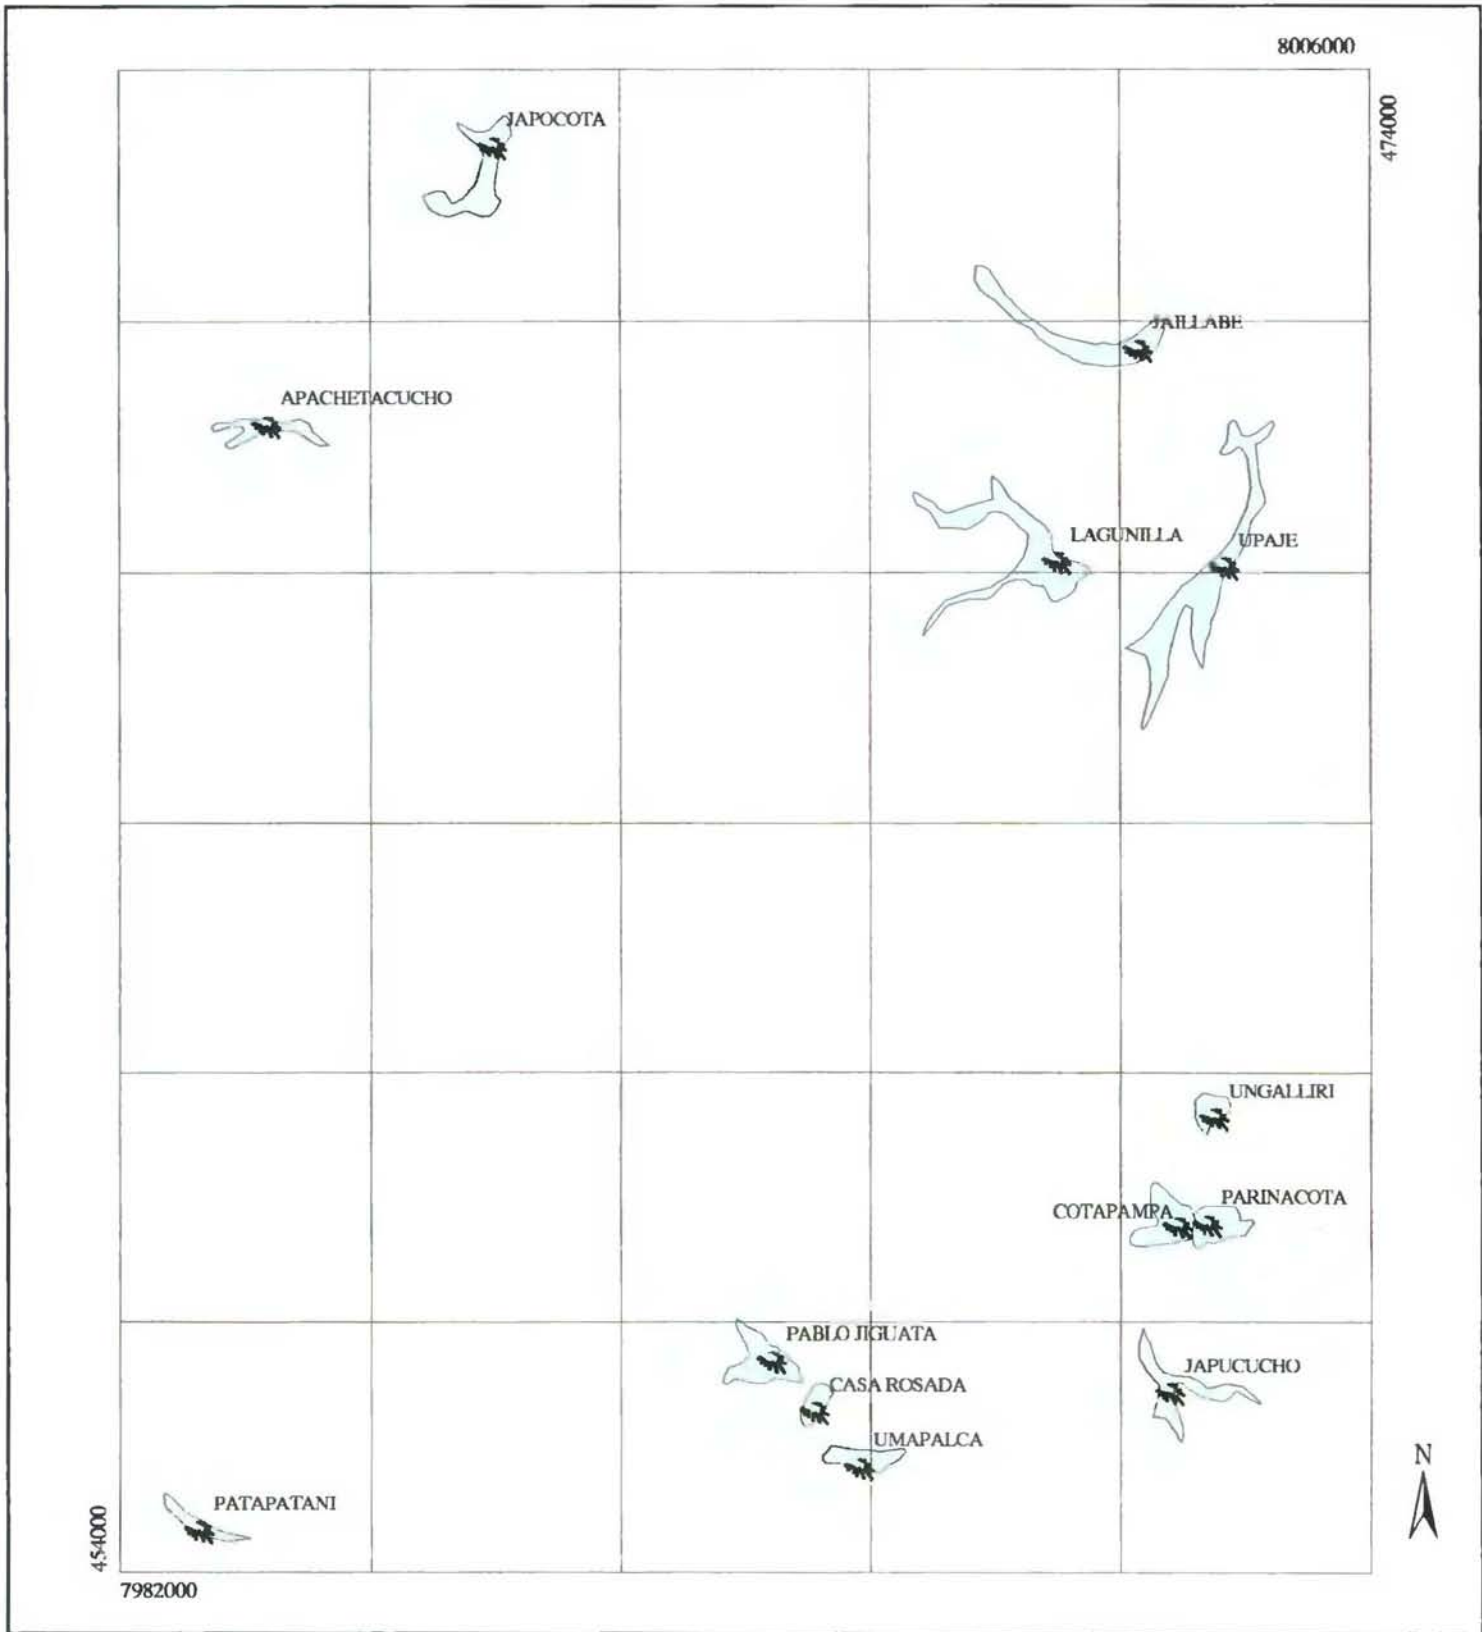 8006000
474000
JAPOCOTA
JAILLABE
APACHETACUCHO
LAGUNILLA
UPAJE
UNGALLIRI
PARINACOTA
COTAPAMPA
PABLO JIGUATA
JAPUCUCHO
CASA ROSADA
UMAPALCA
N
PATAPATANI
454000
7982000